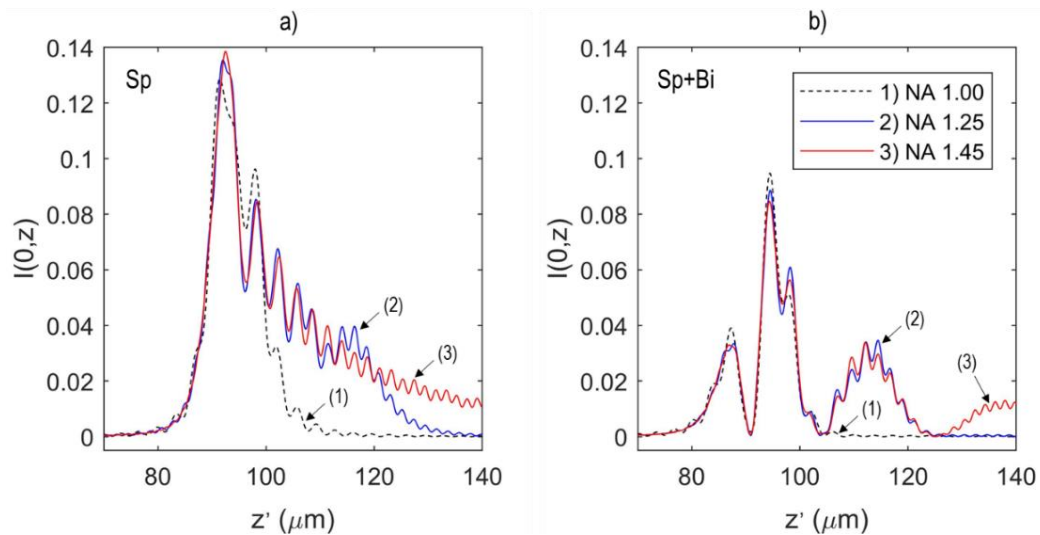 a)
Sp
0.14
0.12
0.1
0.08
0.06
0.04
0.02
0
I(0,z)
(1)
(2)
(3)
80
100
120
140
z' (μm)
b)
Sp+Bi
1) NA 1.00
2) NA 1.25
3) NA 1.45
0.14
0.12
0.1
0.08
0.06
0.04
0.02
0
I(0,z)
(1)
(2)
(3)
80
100
120
140
z' (μm)